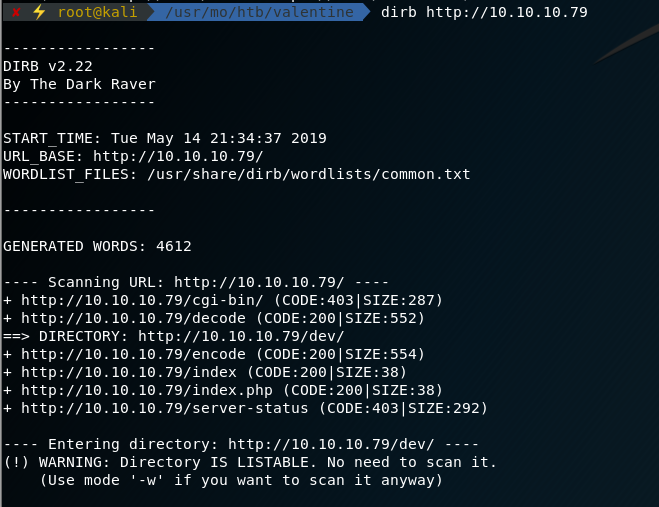 ✘ ⚡ root@kali /usr/mo/htb/valentine dirb http://10.10.10.79
-----------------
DIRB v2.22
By The Dark Raver
-----------------
START_TIME: Tue May 14 21:34:37 2019
URL_BASE: http://10.10.10.79/
WORDLIST_FILES: /usr/share/dirb/wordlists/common.txt
-----------------
GENERATED WORDS: 4612
---- Scanning URL: http://10.10.10.79/ ----
+ http://10.10.10.79/cgi-bin/ (CODE:403|SIZE:287)
+ http://10.10.10.79/decode (CODE:200|SIZE:552)
==> DIRECTORY: http://10.10.10.79/dev/
+ http://10.10.10.79/encode (CODE:200|SIZE:554)
+ http://10.10.10.79/index (CODE:200|SIZE:38)
+ http://10.10.10.79/index.php (CODE:200|SIZE:38)
+ http://10.10.10.79/server-status (CODE:403|SIZE:292)
---- Entering directory: http://10.10.10.79/dev/ ----
(!) WARNING: Directory IS LISTABLE. No need to scan it.
(Use mode '-w' if you want to scan it anyway)